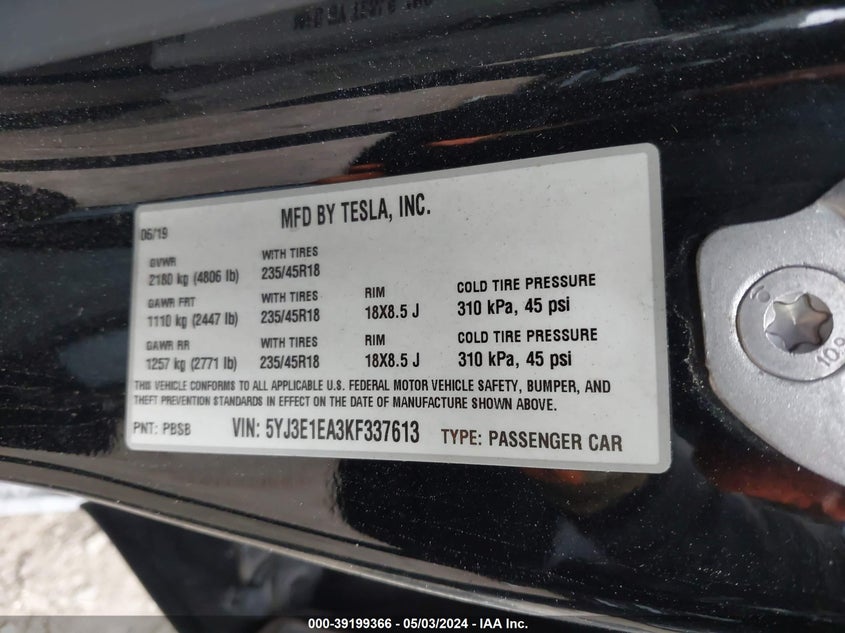 MFD BY TESLA, INC.
06/19
GVWR
2180 kg (4806 lb)
WITH TIRES
235/45R18
GAWR FRT
1110 kg (2447 lb)
WITH TIRES
235/45R18
RIM
18X8.5 J
COLD TIRE PRESSURE
310 kPa, 45 psi
GAWR RR
1257 kg (2771 lb)
WITH TIRES
235/45R18
RIM
18X8.5 J
COLD TIRE PRESSURE
310 kPa, 45 psi
THIS VEHICLE CONFORMS TO ALL APPLICABLE U.S. FEDERAL MOTOR VEHICLE SAFETY, BUMPER, AND
THEFT PREVENTION STANDARDS IN EFFECT ON THE DATE OF MANUFACTURE SHOWN ABOVE.
PNT: PBSB
VIN: 5YJ3E1EA3KF337613
TYPE: PASSENGER CAR
10.9
000-39199366 - 05/03/2024 - IAA Inc.